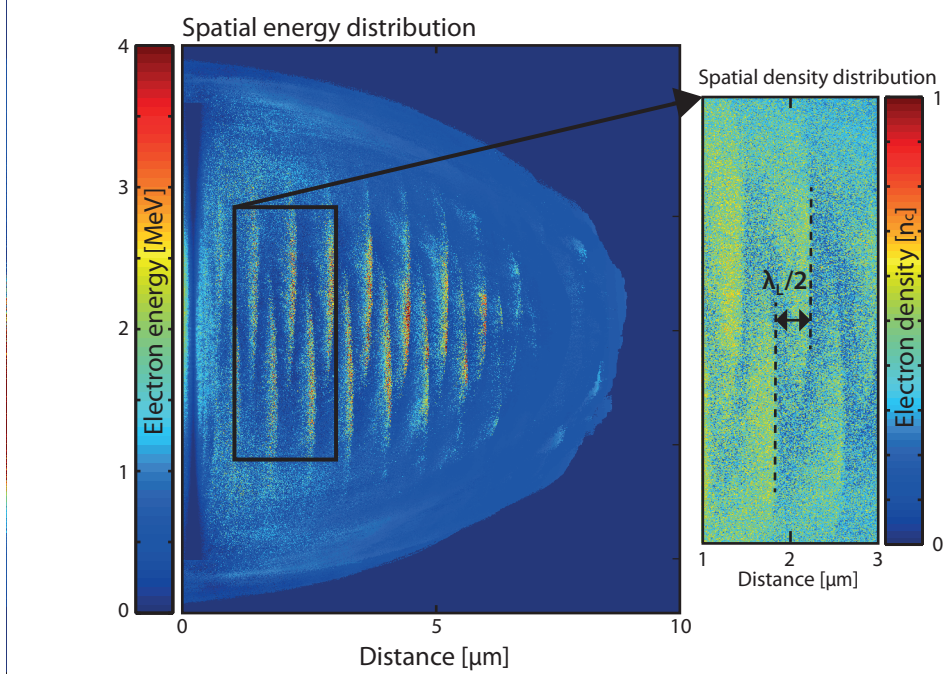 Spatial energy distribution
4
3
2
1
0
Electron energy [MeV]
0
5
10
Distance [µm]
Spatial density distribution
λL/2
1
2
3
Distance [µm]
1
0
Electron density [nc]